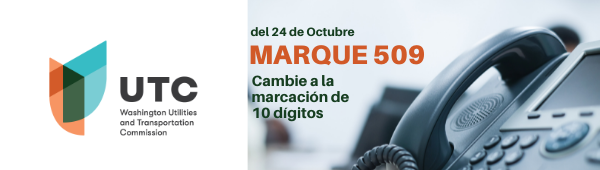 UTC
Washington Utilities
and Transportation
Commission
del 24 de Octubre
MARQUE 509
Cambie a la
marcación de
10 dígitos